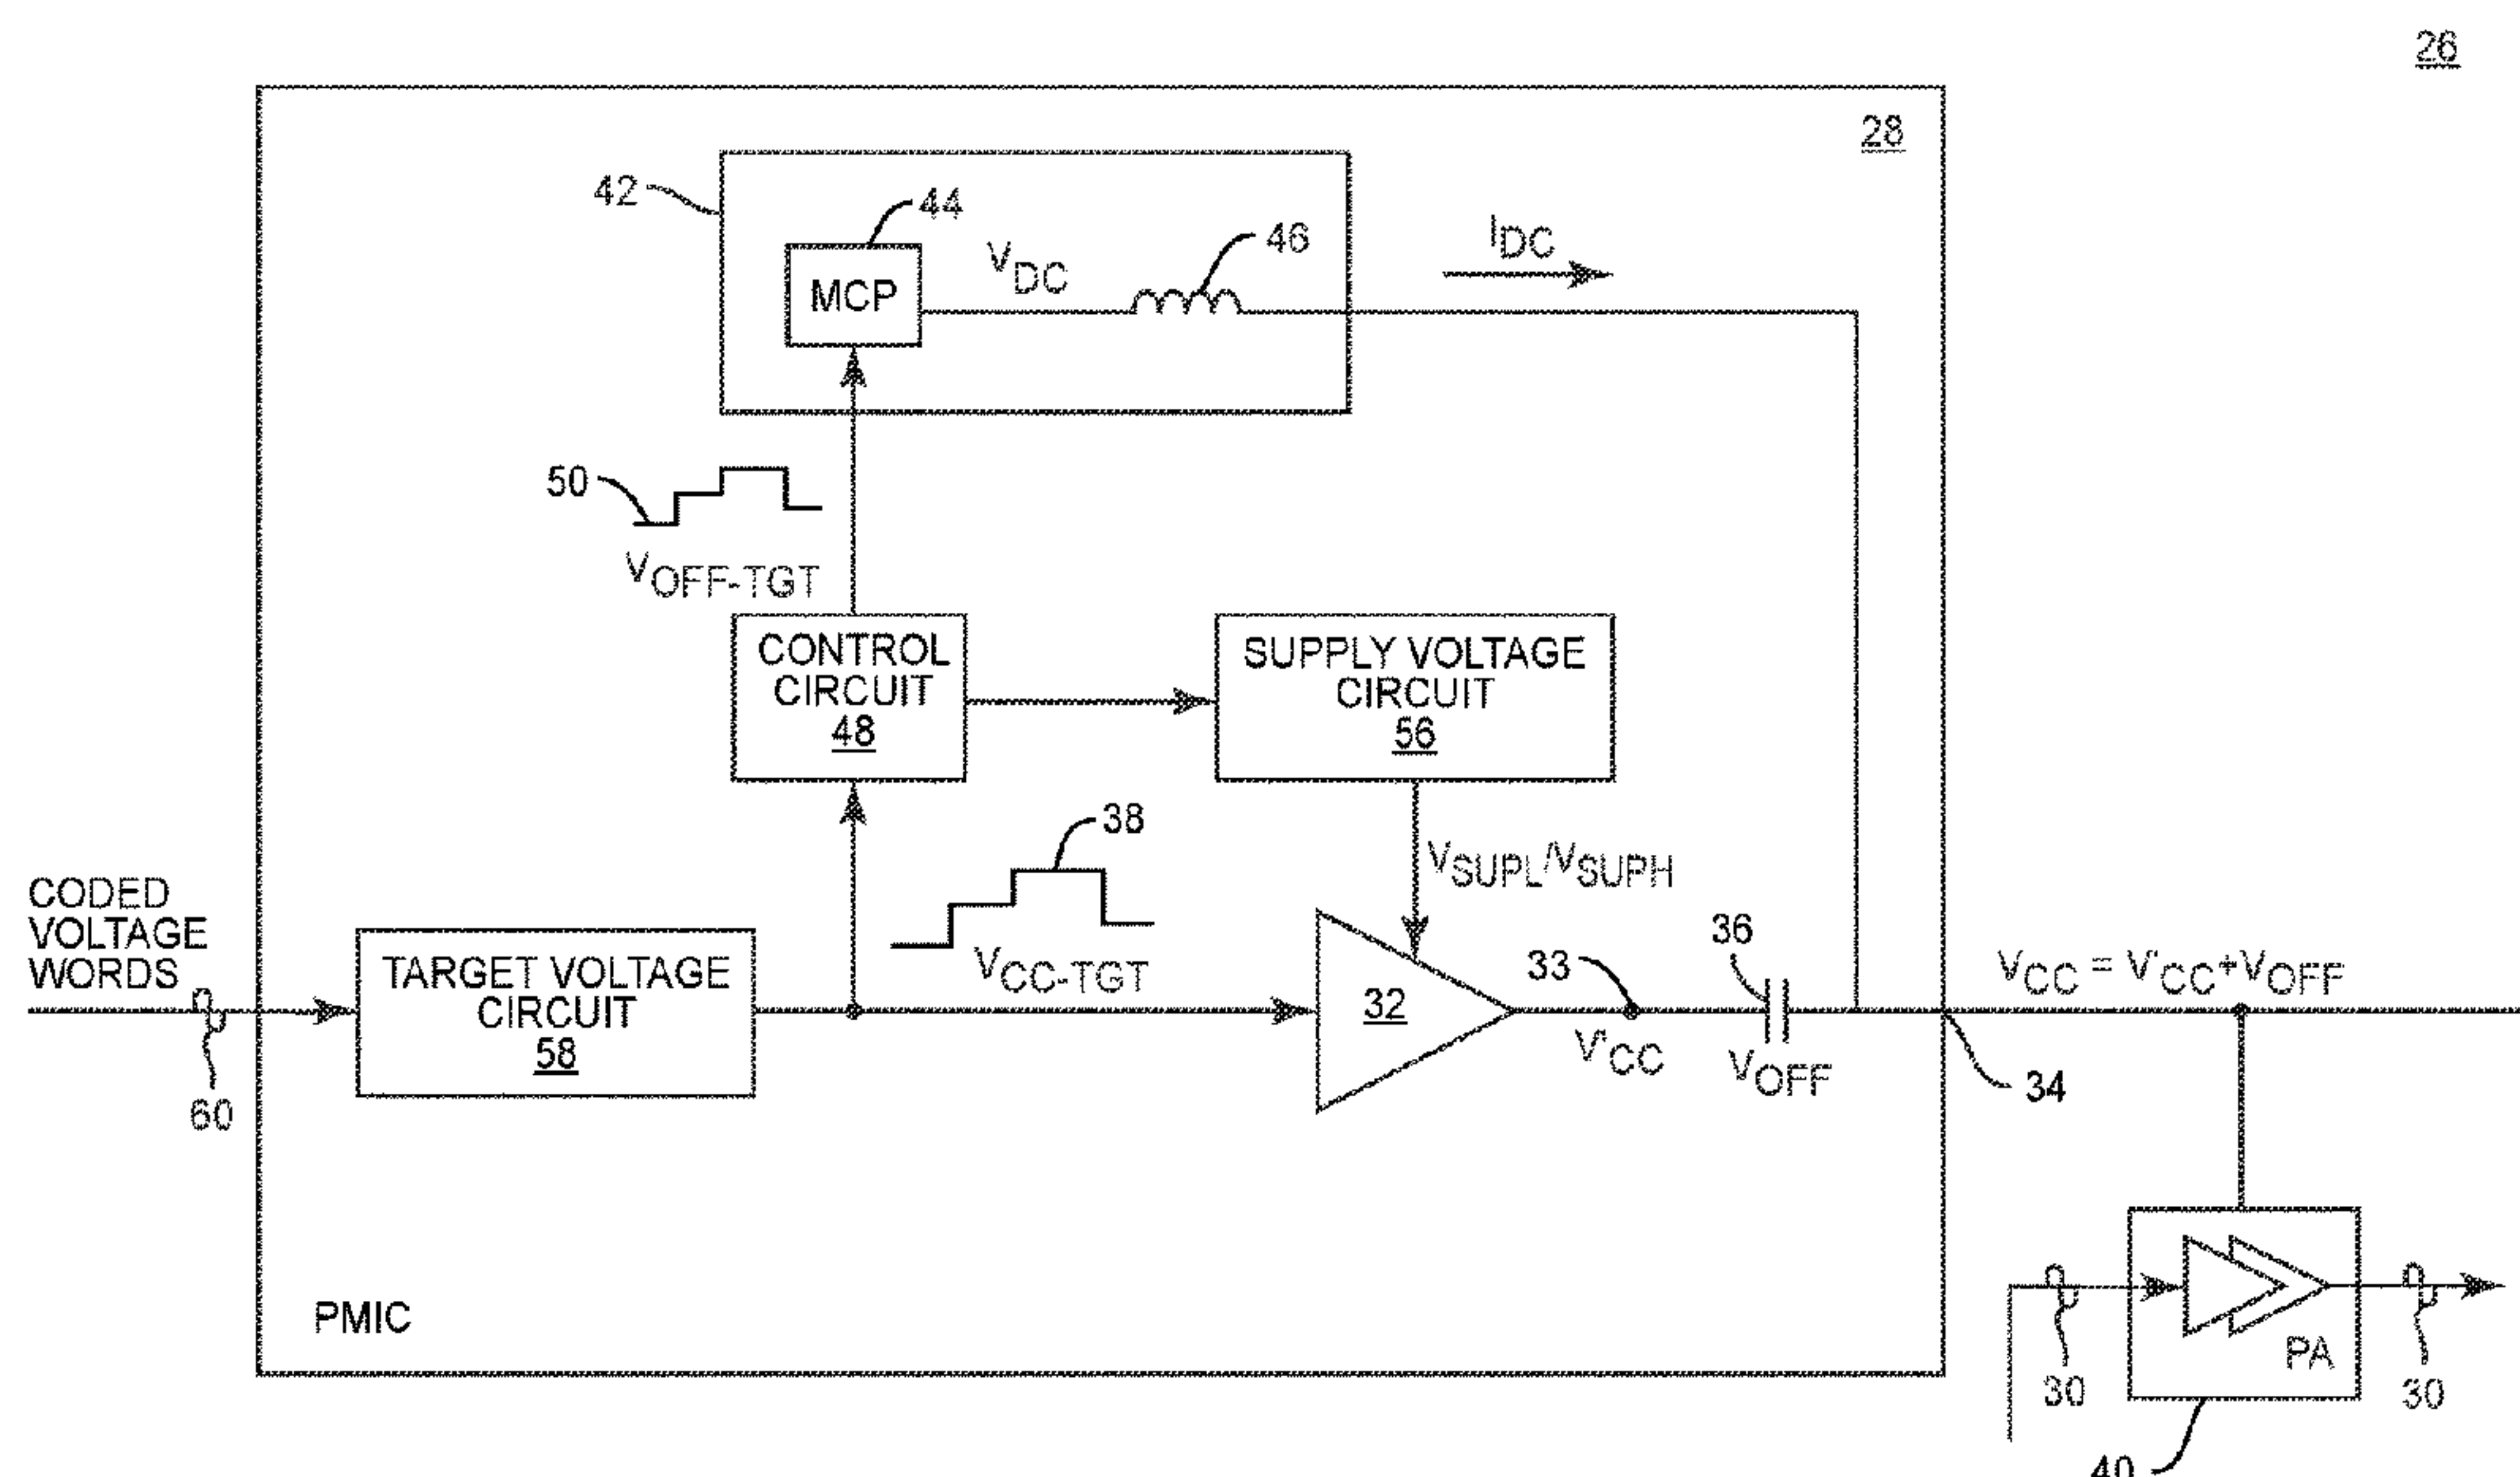 26
28
42
44
MCP
VDC
46
IDC
50
VOFF-TGT
CONTROL
CIRCUIT
48
SUPPLY VOLTAGE
CIRCUIT
56
38
VSUPL/VSUPH
CODED
VOLTAGE
WORDS
60
TARGET VOLTAGE
CIRCUIT
58
VCC-TGT
32
33
V'CC
36
VOFF
VCC = V'CC+VOFF
34
PMIC
30
PA
30
40